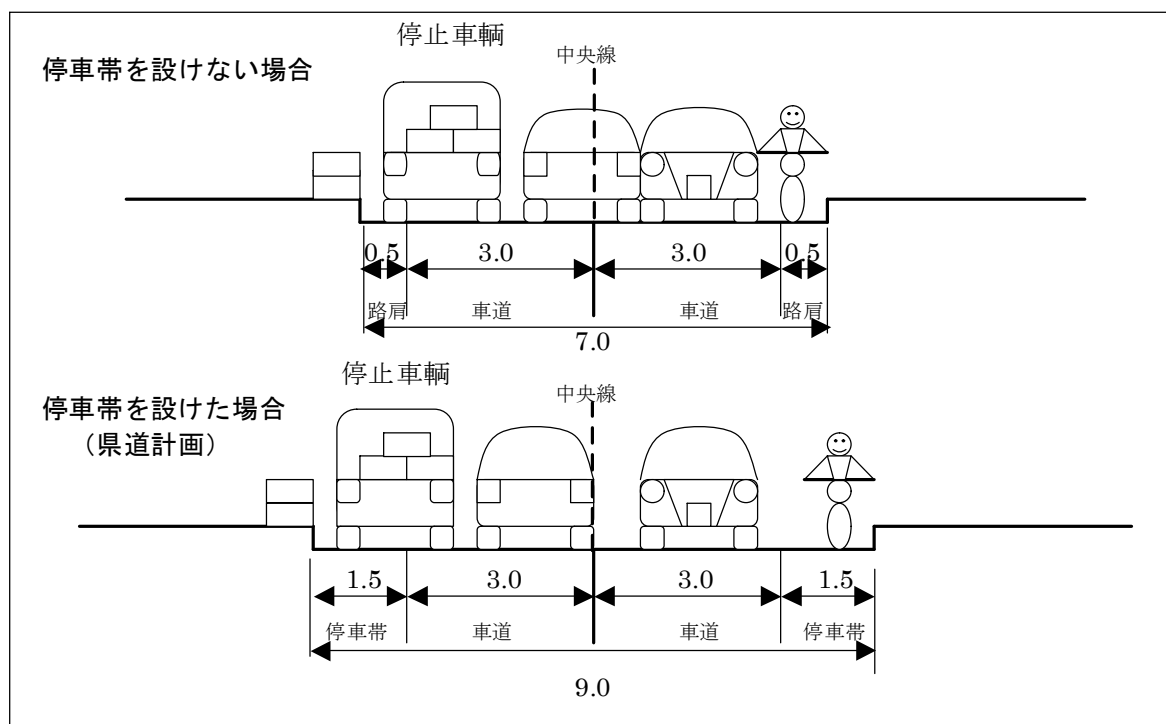 停止車輌
停車帯を設けない場合
中央線
0.5 3.0 3.0 0.5
路肩 車道 車道 路肩
7.0
停止車輌
停車帯を設けた場合
（県道計画）
中央線
1.5 3.0 3.0 1.5
停車帯 車道 車道 停車帯
9.0